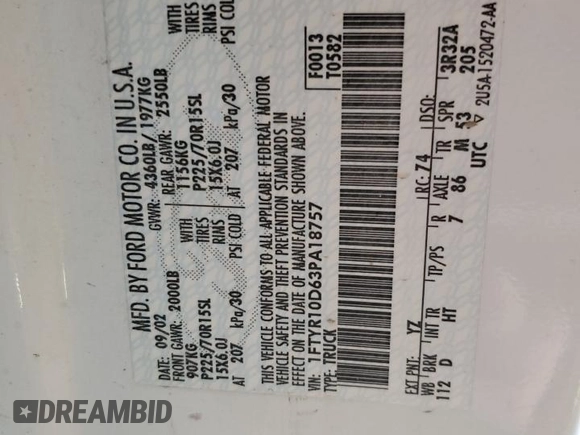 MFD. BY FORD MOTOR CO. IN U.S.A.
DATE: 09/02 GVWR: 4360LB/ 1977KG
FRONT GAWR: 2000LB REAR GAWR: 2550LB
907KG WITH 1156KG WITH
P225/70R15SL TIRES P225/70R15SL TIRES
15X6.0J RIMS 15X6.0J RIMS
AT 207 kPa/30 PSI COLD AT 207 kPa/30 PSI COLD
THIS VEHICLE CONFORMS TO ALL APPLICABLE FEDERAL MOTOR
VEHICLE SAFETY AND THEFT PREVENTION STANDARDS IN
EFFECT ON THE DATE OF MANUFACTURE SHOWN ABOVE.
VIN: 1FTYR10D63PA18757
TYPE: TRUCK
F0013
T0582
EXT PNT: YZ RC: 74 DSO:
WB BRK INT TR TP/PS R AXLE TR SPR 3R32A
112 D HT 7 86 M 53 205
UTC ▽ 2U5A-1520472-AA
DREAMBID